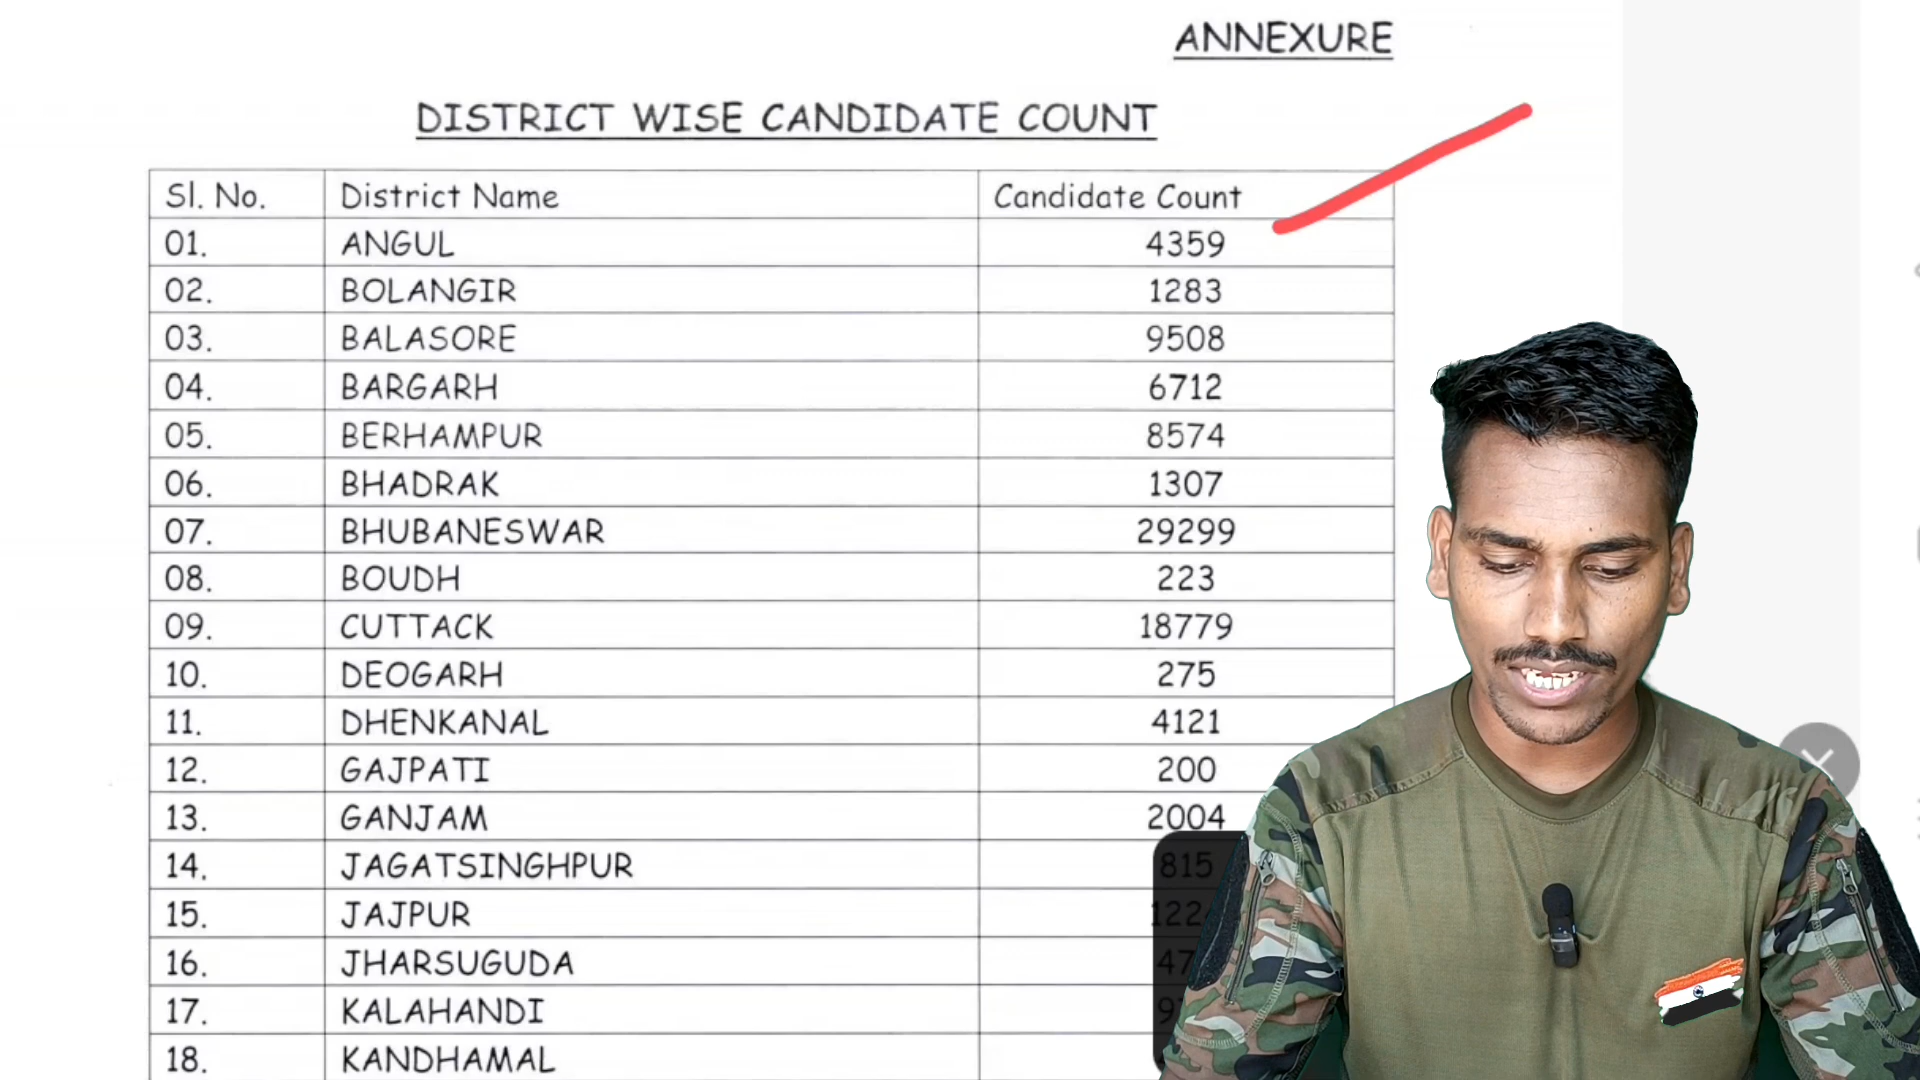 ANNEXURE
DISTRICT WISE CANDIDATE COUNT
Sl. No. District Name Candidate Count
01. ANGUL 4359
02. BOLANGIR 1283
03. BALASORE 9508
04. BARGARH 6712
05. BERHAMPUR 8574
06. BHADRAK 1307
07. BHUBANESWAR 29299
08. BOUDH 223
09. CUTTACK 18779
10. DEOGARH 275
11. DHENKANAL 4121
12. GAJPATI 200
13. GANJAM 2004
14. JAGATSINGHPUR 815
15. JAJPUR
16. JHARSUGUDA
17. KALAHANDI
18. KANDHAMAL